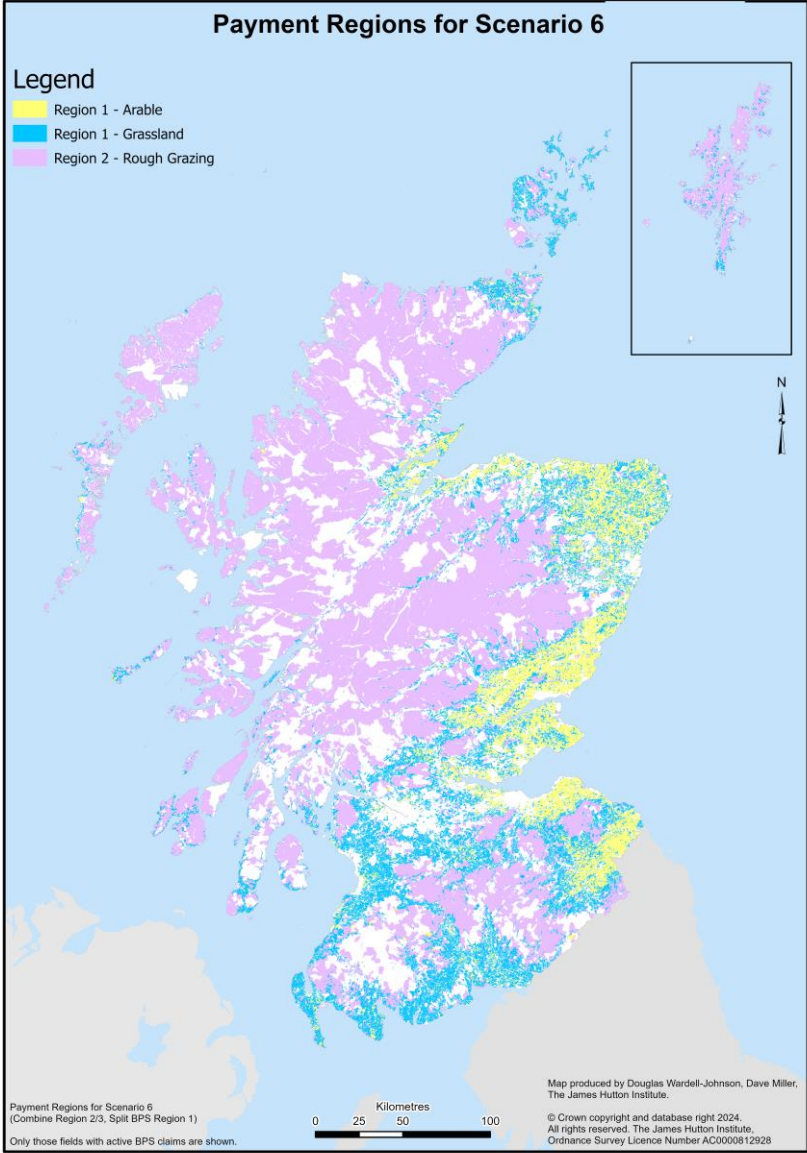 Payment Regions for Scenario 6
Legend
Region 1 - Arable
Region 1 - Grassland
Region 2 - Rough Grazing
N
Payment Regions for Scenario 6
(Combine Region 2/3, Split BPS Region 1)
Only those fields with active BPS claims are shown.
Kilometres
0 25 50 100
Map produced by Douglas Wardell-Johnson, Dave Miller,
The James Hutton Institute.
© Crown copyright and database right 2024.
All rights reserved. The James Hutton Institute,
Ordnance Survey Licence Number AC0000812928